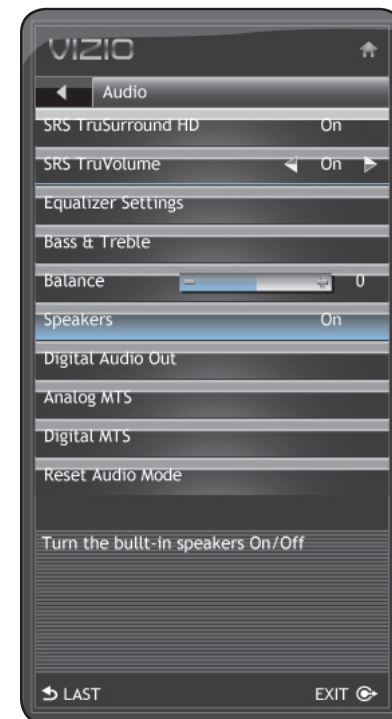 VIZIO
Audio
SRS TruSurround HD On
SRS TruVolume On
Equalizer Settings
Bass & Treble
Balance 0
Speakers On
Digital Audio Out
Analog MTS
Digital MTS
Reset Audio Mode
Turn the bullt-in speakers On/Off
LAST EXIT